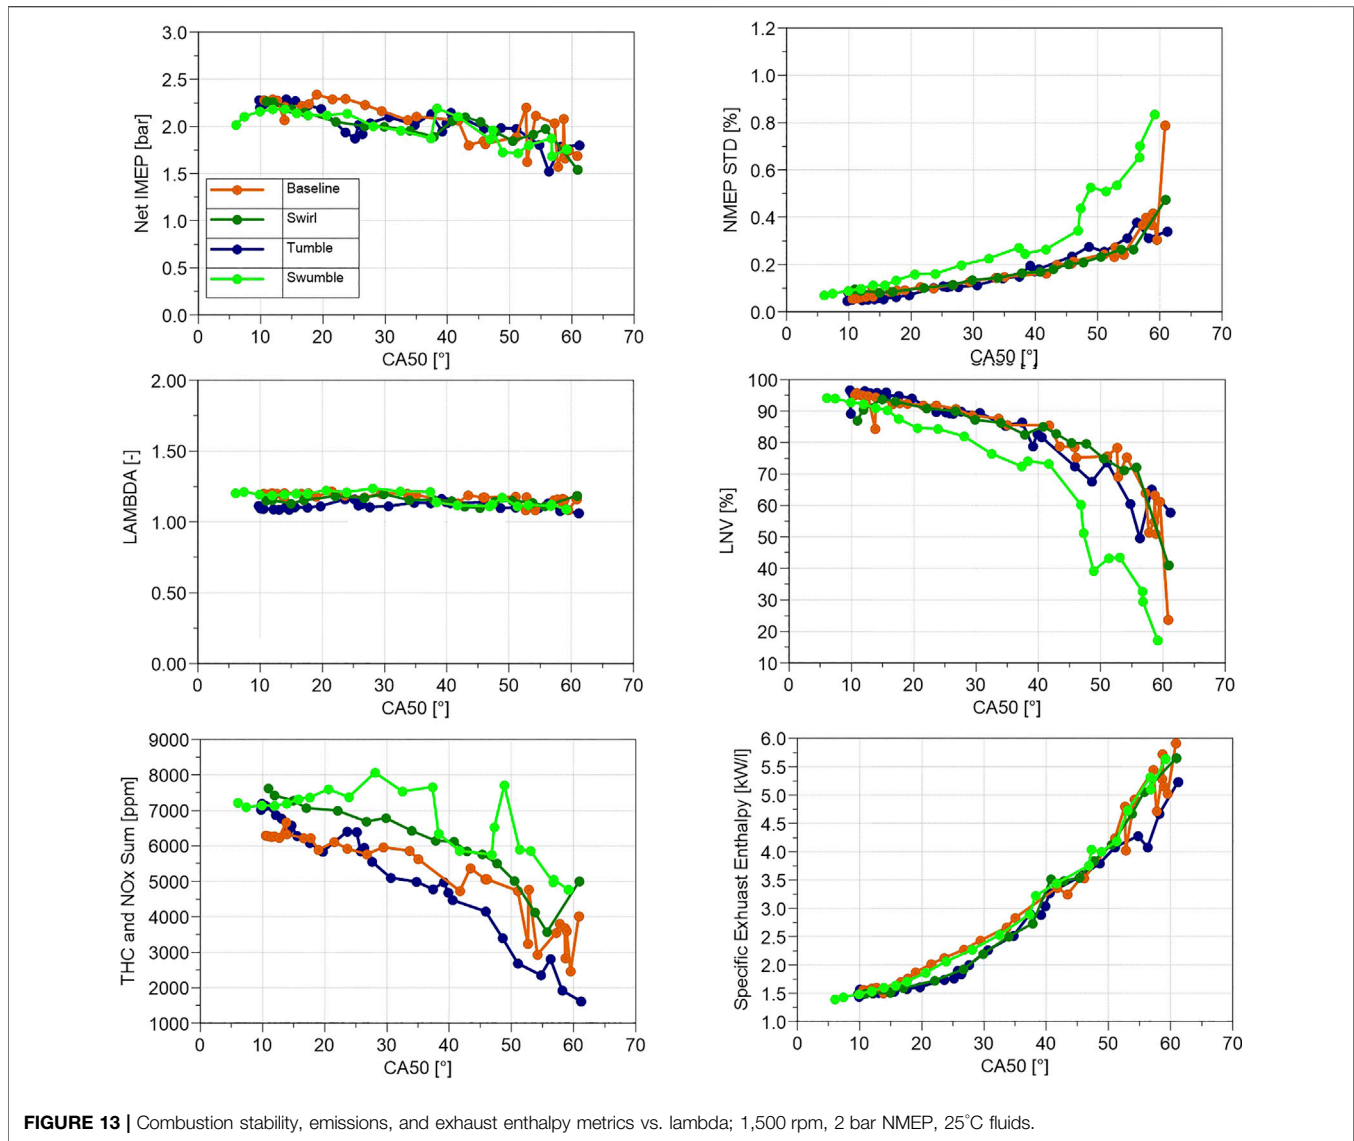 3.0
2.5
2.0
1.5
1.0
0.5
0.0
Net IMEP [bar]
0 10 20 30 40 50 60 70
CA50 [°]
Baseline
Swirl
Tumble
Swumble
1.2
1.0
0.8
0.6
0.4
0.2
0.0
NMEP STD [%]
0 10 20 30 40 50 60 70
CA50 [°]
2.00
1.50
1.00
0.50
0.00
LAMBDA [-]
0 10 20 30 40 50 60 70
CA50 [°]
100
90
80
70
60
50
40
30
20
10
LNV [%]
0 10 20 30 40 50 60 70
CA50 [°]
9000
8000
7000
6000
5000
4000
3000
2000
1000
THC and NOx Sum [ppm]
0 10 20 30 40 50 60 70
CA50 [°]
6.0
5.5
5.0
4.5
4.0
3.5
3.0
2.5
2.0
1.5
1.0
Specific Exhuast Enthalpy [kW/l]
0 10 20 30 40 50 60 70
CA50 [°]
FIGURE 13 | Combustion stability, emissions, and exhaust enthalpy metrics vs. lambda; 1,500 rpm, 2 bar NMEP, 25°C fluids.